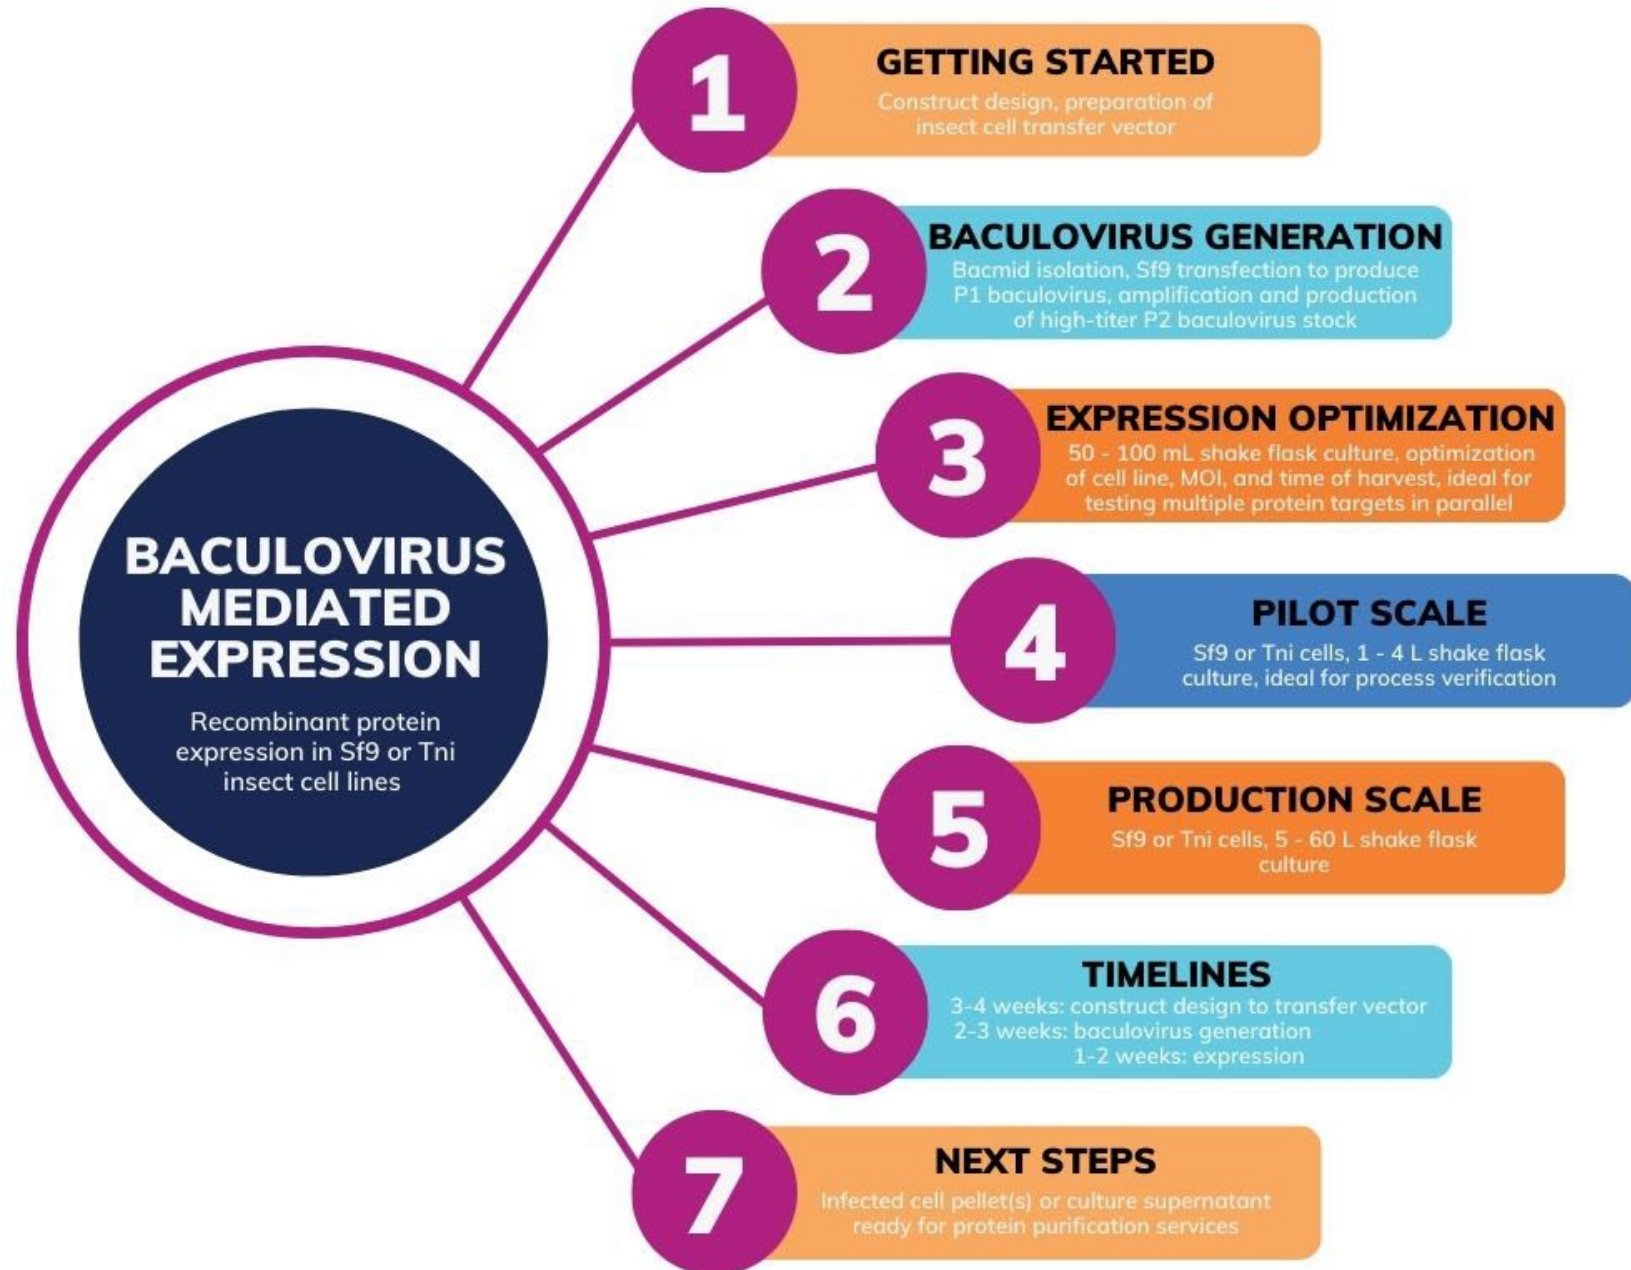 BACULOVIRUS
MEDIATED
EXPRESSION
Recombinant protein
expression in Sf9 or Tni
insect cell lines
1
GETTING STARTED
Construct design, preparation of
insect cell transfer vector
2
BACULOVIRUS GENERATION
Bacmid isolation, Sf9 transfection to produce
P1 baculovirus, amplification and production
of high-titer P2 baculovirus stock
3
EXPRESSION OPTIMIZATION
50 - 100 mL shake flask culture, optimization
of cell line, MOI, and time of harvest, ideal for
testing multiple protein targets in parallel
4
PILOT SCALE
Sf9 or Tni cells, 1 - 4 L shake flask
culture, ideal for process verification
5
PRODUCTION SCALE
Sf9 or Tni cells, 5 - 60 L shake flask
culture
6
TIMELINES
3-4 weeks: construct design to transfer vector
2-3 weeks: baculovirus generation
1-2 weeks: expression
7
NEXT STEPS
Infected cell pellet(s) or culture supernatant
ready for protein purification services